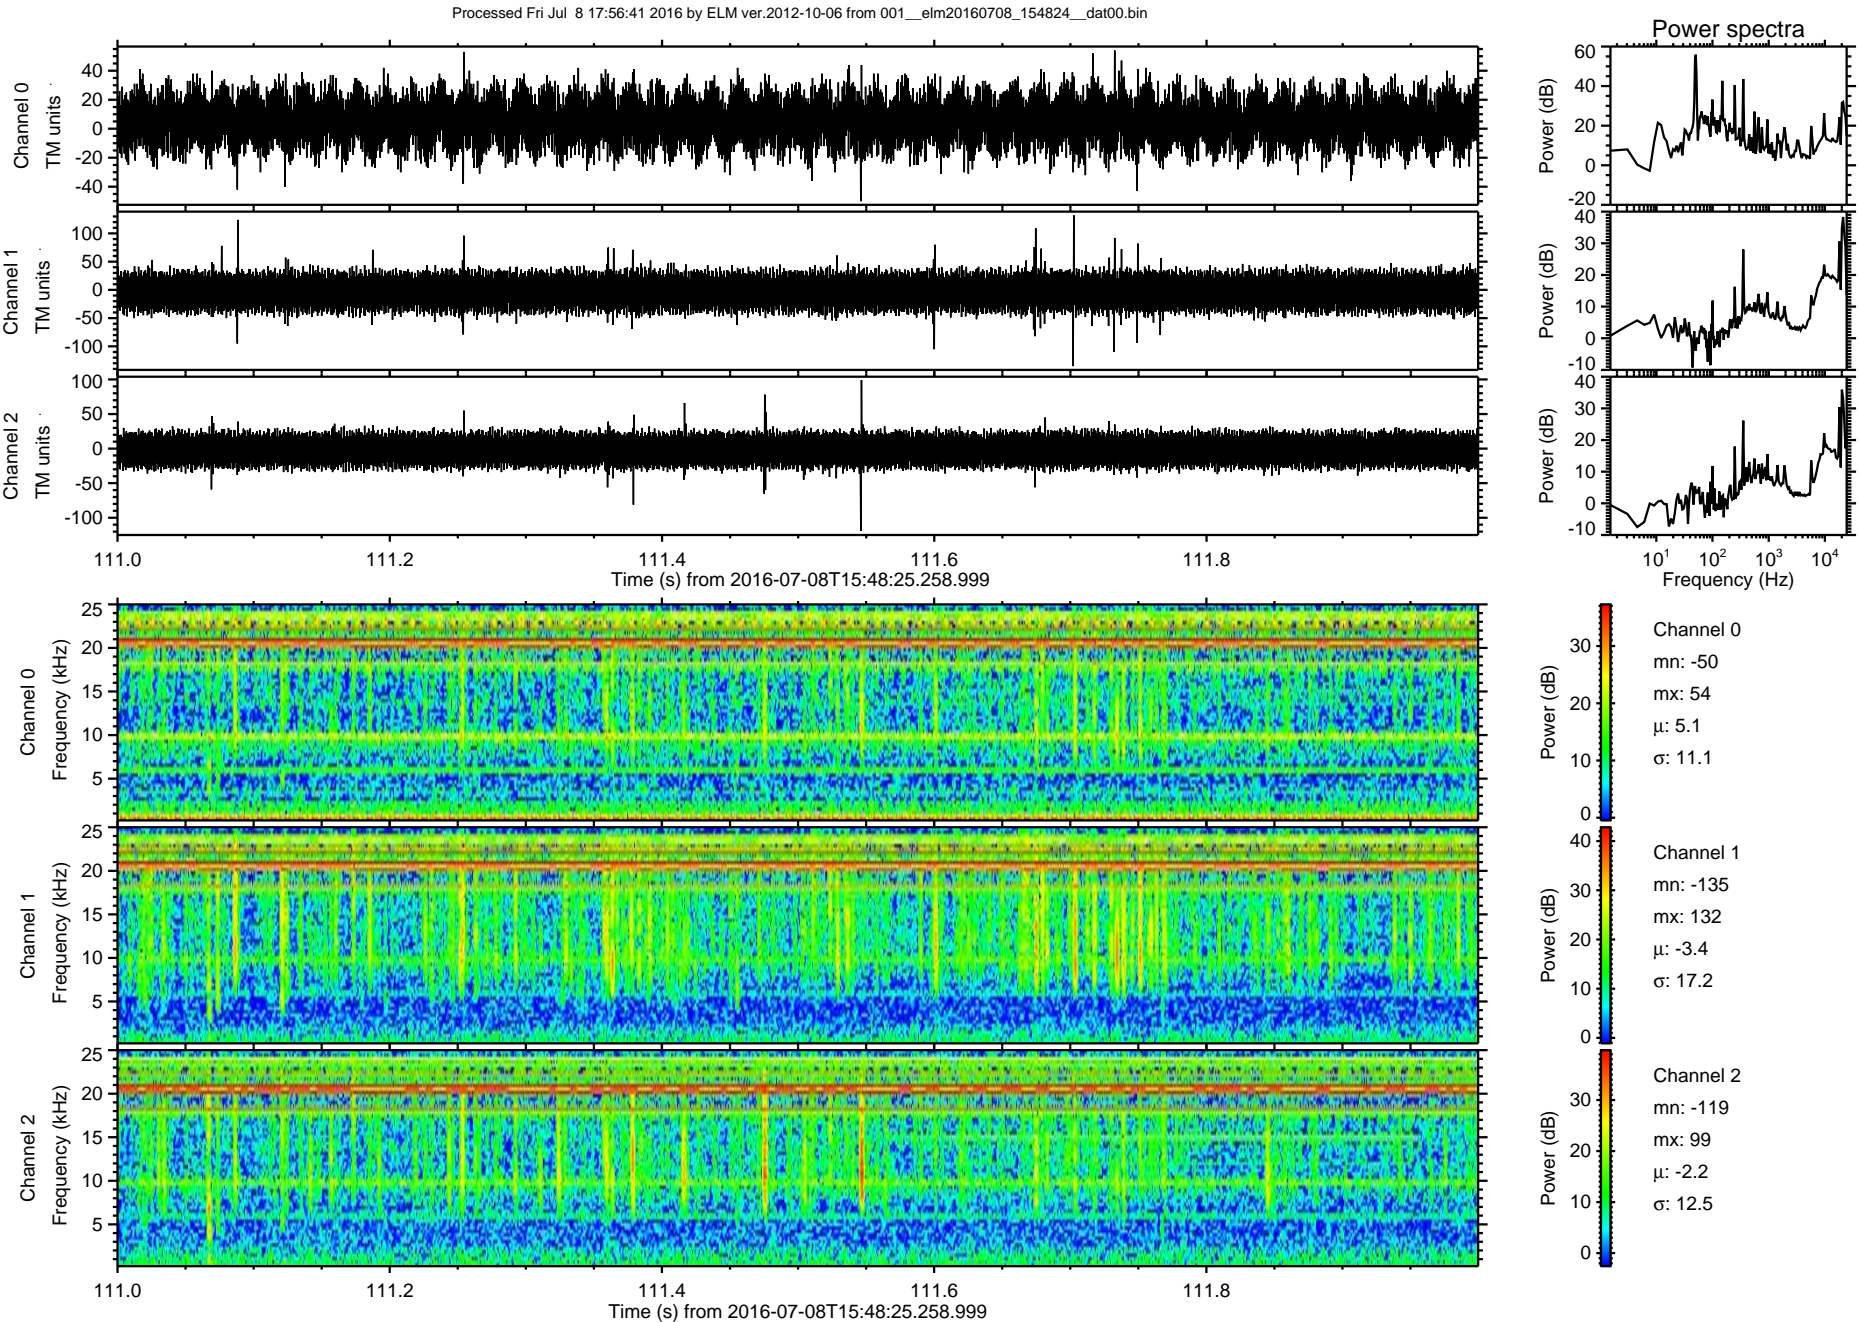 Processed Fri Jul  8 17:56:41 2016 by ELM ver.2012-10-06 from 001__elm20160708_154824__dat00.bin
Power spectra
Channel 0
TM units
40
20
0
-20
-40
Power (dB)
60
40
20
0
-20
Channel 1
TM units
100
50
0
-50
-100
Power (dB)
40
30
20
10
0
-10
Channel 2
TM units
100
50
0
-50
-100
Power (dB)
40
30
20
10
0
-10
111.0 111.2 111.4 111.6 111.8
Time (s) from 2016-07-08T15:48:25.258.999
10¹ 10² 10³ 10⁴
Frequency (Hz)
Channel 0
Frequency (kHz)
25
20
15
10
5
Power (dB)
30
20
10
0
Channel 0
mn: -50
mx: 54
μ: 5.1
σ: 11.1
Channel 1
Frequency (kHz)
25
20
15
10
5
Power (dB)
40
30
20
10
0
Channel 1
mn: -135
mx: 132
μ: -3.4
σ: 17.2
Channel 2
Frequency (kHz)
25
20
15
10
5
Power (dB)
30
20
10
0
Channel 2
mn: -119
mx: 99
μ: -2.2
σ: 12.5
111.0 111.2 111.4 111.6 111.8
Time (s) from 2016-07-08T15:48:25.258.999